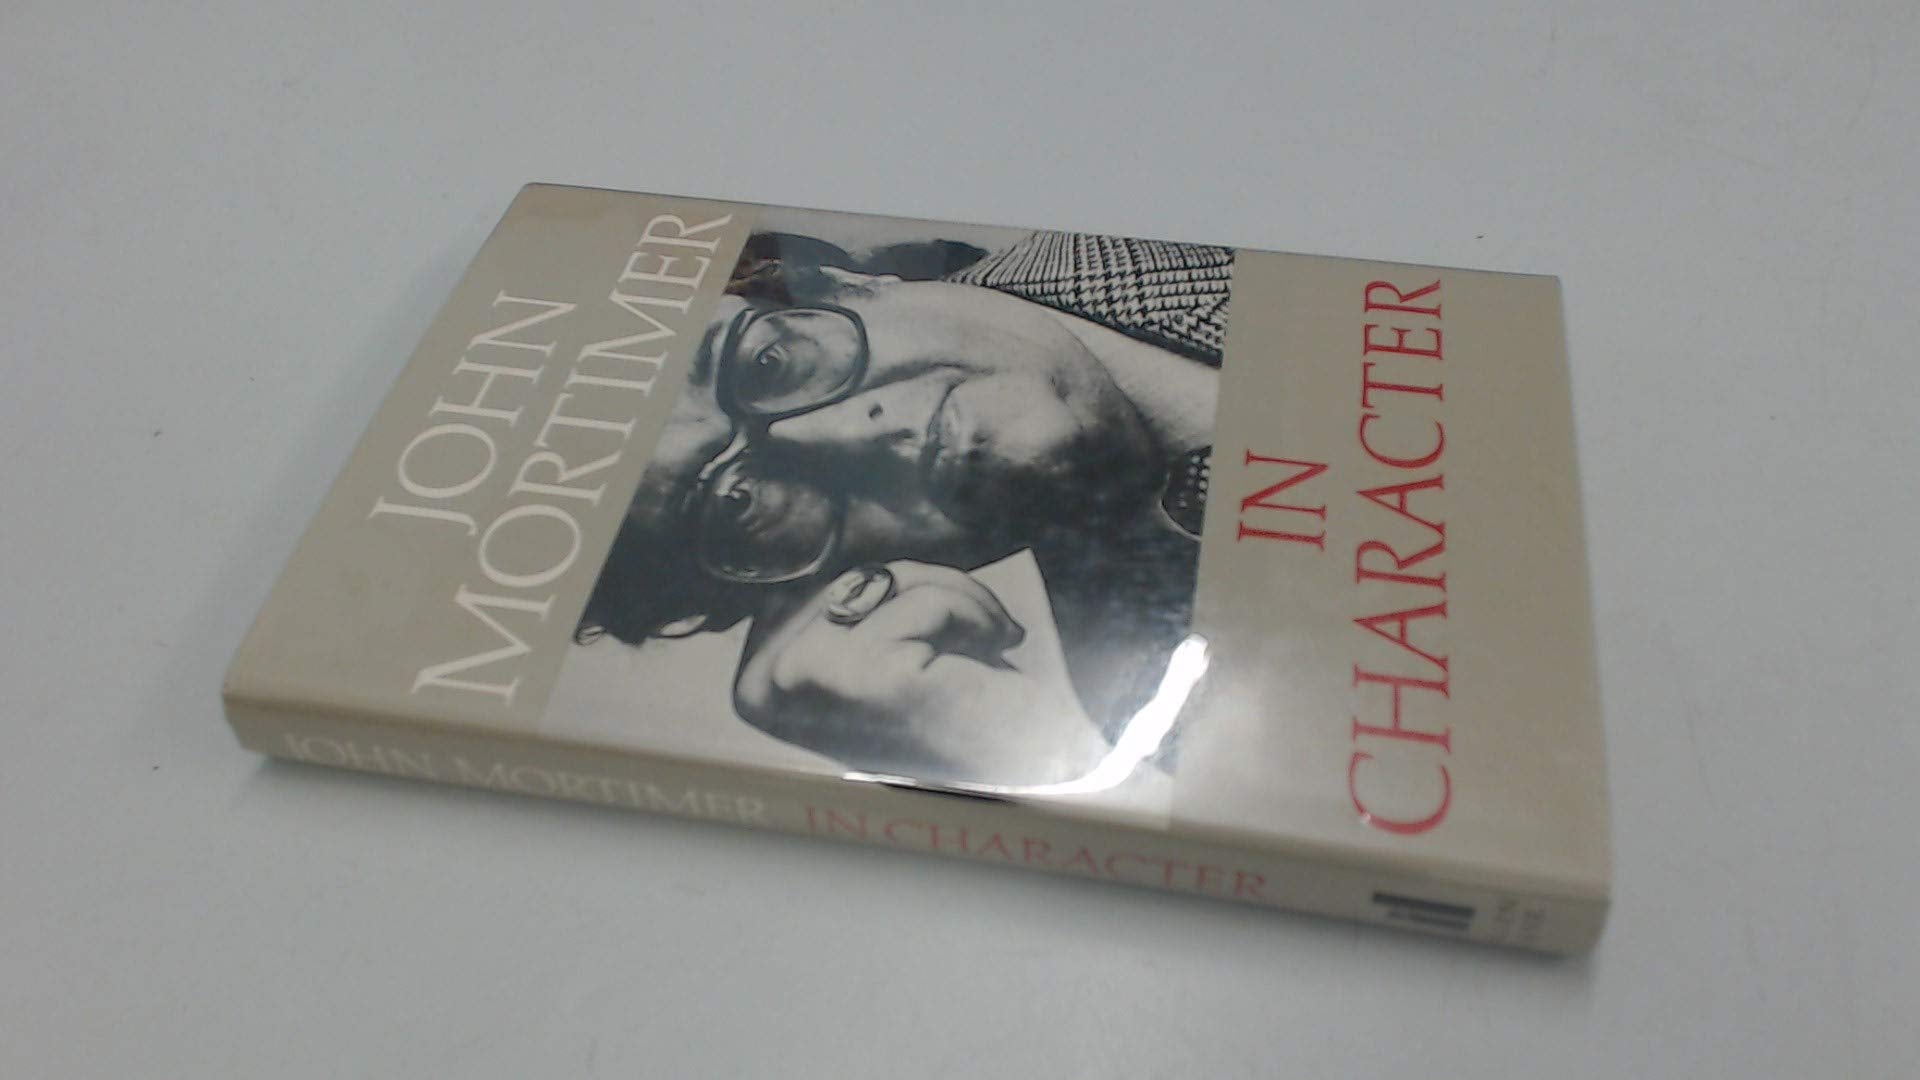 JOHN
MORTIMER
IN
CHARACTER
JOHN MORTIMER IN CHARACTER